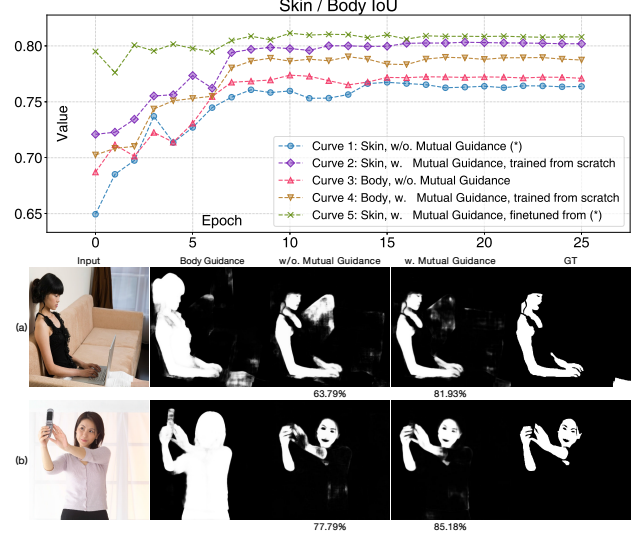 Skin / Body IoU
0.80
0.75
0.70
0.65
Value
Curve 1: Skin, w/o. Mutual Guidance (*)
Curve 2: Skin, w. Mutual Guidance, trained from scratch
Curve 3: Body, w/o. Mutual Guidance
Curve 4: Body, w. Mutual Guidance, trained from scratch
Curve 5: Skin, w. Mutual Guidance, finetuned from (*)
Epoch
0 5 10 15 20 25
Input Body Guidance w/o. Mutual Guidance w. Mutual Guidance GT
(a)
63.79% 81.93%
(b)
77.79% 85.18%